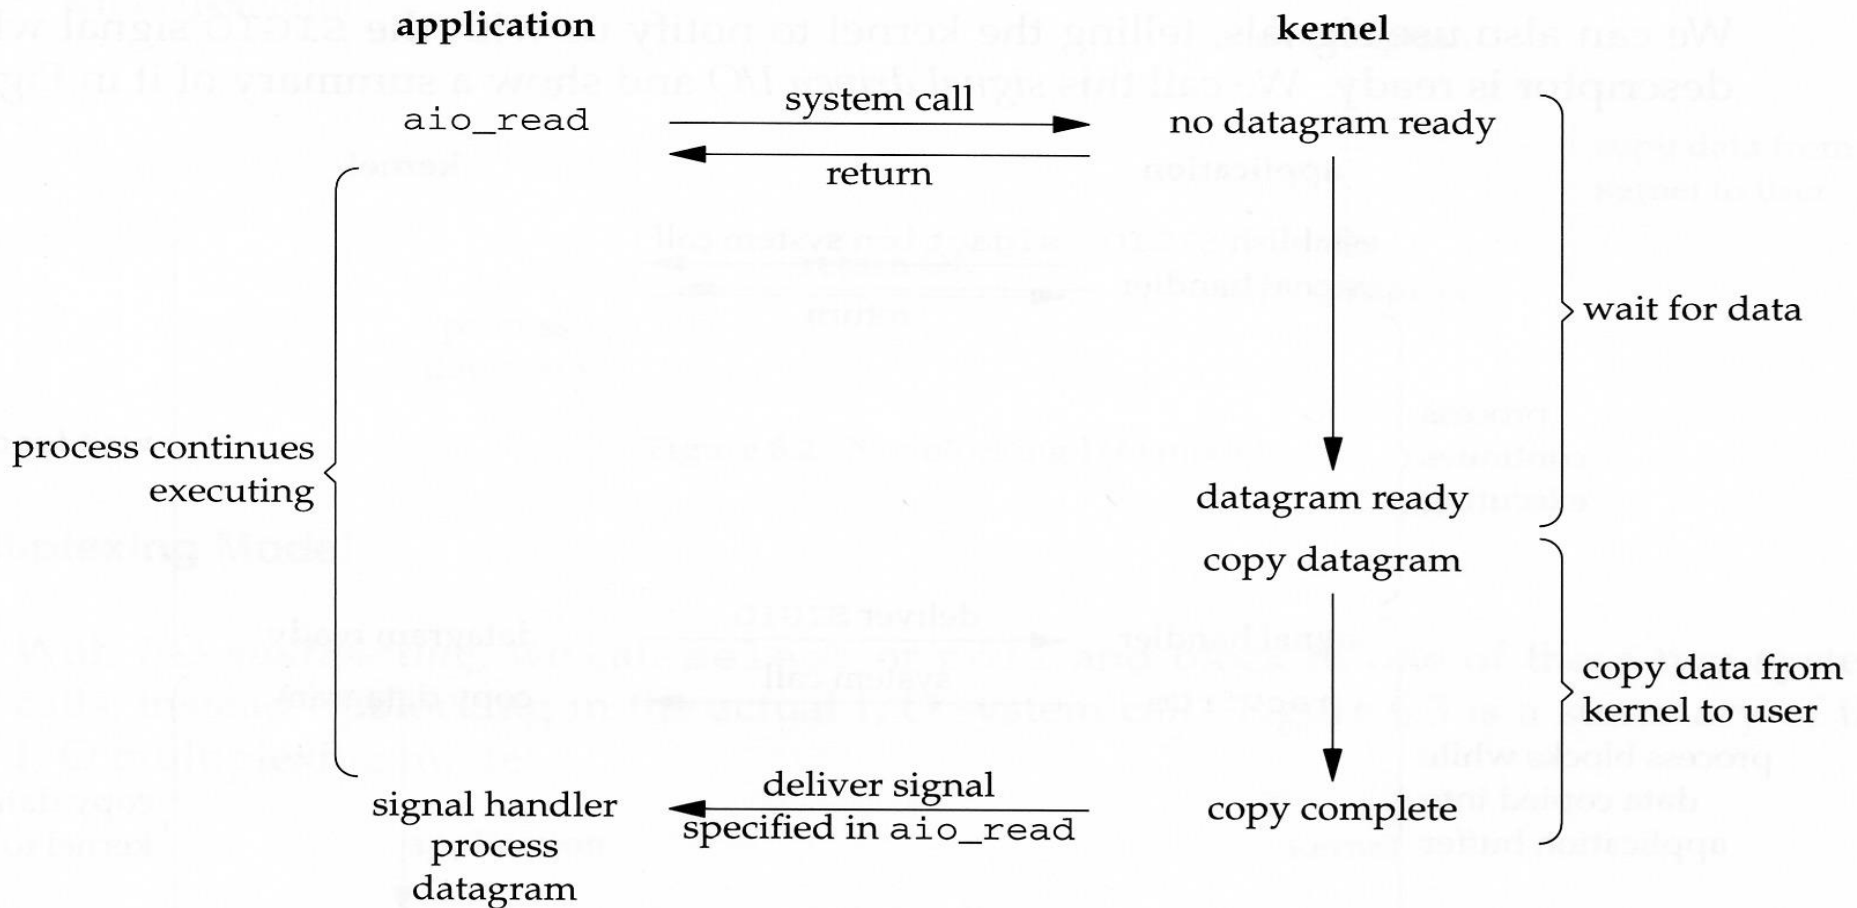 application
kernel
aio_read
system call
no datagram ready
return
wait for data
process continues
executing
datagram ready
copy datagram
copy data from
kernel to user
deliver signal
signal handler
specified in aio_read
copy complete
process
datagram